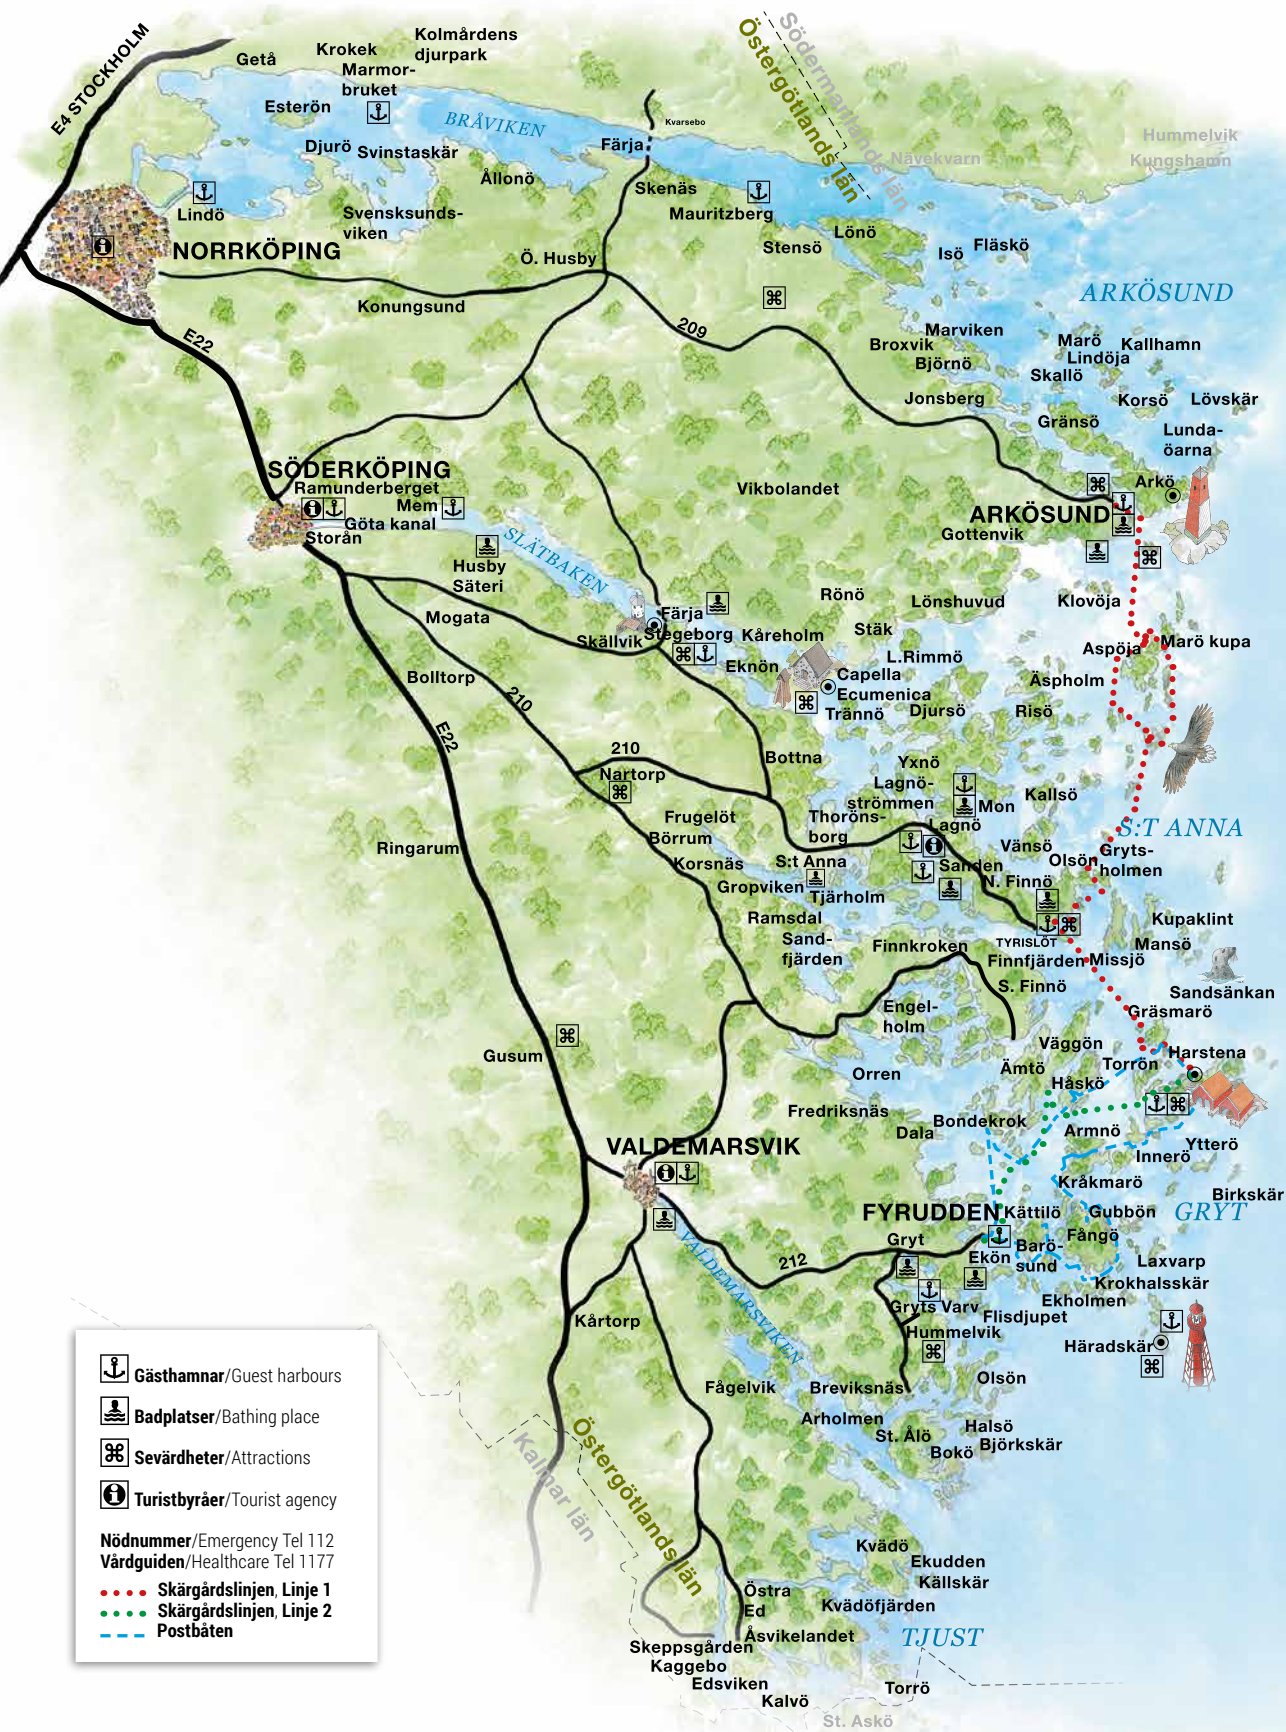 E4 STOCKHOLM
Getå
Krokek
Kolmårdens
djurpark
Marmor-
bruket
Esterön
BRÅVIKEN
Kvarsebo
Färja
Djurö
Svinstaskär
Ållonö
Södermanlands län
Östergötlands län
Nävekvarn
Hummelvik
Kungshamn
Skenäs
Mauritzberg
Lindö
Svensksunds-
viken
NORRKÖPING
Ö. Husby
Stensö
Lönö
Isö
Fläskö
ARKÖSUND
Konungsund
E22
209
Marviken
Broxvik
Björnö
Marö
Kallhamn
Lindöja
Skallö
Jonsberg
Korsö
Lövskär
Gränsö
Lunda-
öarna
SÖDERKÖPING
Ramunderberget
Mem
Göta kanal
Storån
Vikbolandet
Arkö
ARKÖSUND
Gottenvik
SLÄTBAKEN
Husby
Säteri
Mogata
Färja
Stegeborg
Skällvik
Kåreholm
Rönö
Lönshuvud
Klovöja
Stäk
Aspöja
Marö kupa
Eknön
L.Rimmö
Capella
Ecumenica
Äspholm
Bolltorp
210
Trännö
Djursö
Risö
E22
210
Nartorp
Bottna
Yxnö
Lagnö-
strömmen
Mon
Kallsö
S:T ANNA
Frugelöt
Börrum
Thoröns-
borg
Lagnö
Vänsö
Ringarum
Korsnäs
S:t Anna
Sanden
Olsön
Gryts-
holmen
Gropviken
Tjärholm
N. Finnö
Ramsdal
Kupaklint
Sand-
fjärden
Finnkroken
TYRISLÖT
Mansö
Finnfjärden
Missjö
S. Finnö
Sandsänkan
Engel-
holm
Gräsmarö
Gusum
Väggön
Orren
Ämtö
Torrön
Harstena
Håskö
Fredriksnäs
Dala
Bondekrok
Armnö
Ytterö
Innerö
VALDEMARSVIK
Kråkmarö
Birkskär
FYRUDDEN
Kättilö
Gubbön
GRYT
VALDEMARSVIKEN
Gryt
Fångö
Ekön
Barö-
sund
212
Laxvarp
Krokhalsskär
Gryts Varv
Ekholmen
Flisdjupet
Kårtorp
Hummelvik
Häradskär
Fågelvik
Breviksnäs
Olsön
Arholmen
St. Ålö
Halsö
Bokö
Björkskär
Östergötlands län
Kalmar län
Kvädö
Ekudden
Källskär
Östra
Ed
Kvädöfjärden
Åsvikelandet
TJUST
Skeppsgården
Kaggebo
Edsviken
Kalvö
Torrö
St. Askö
Gästhamnar/Guest harbours
Badplatser/Bathing place
Sevärdheter/Attractions
Turistbyråer/Tourist agency
Nödnummer/Emergency Tel 112
Vårdguiden/Healthcare Tel 1177
Skärgårdslinjen, Linje 1
Skärgårdslinjen, Linje 2
Postbåten